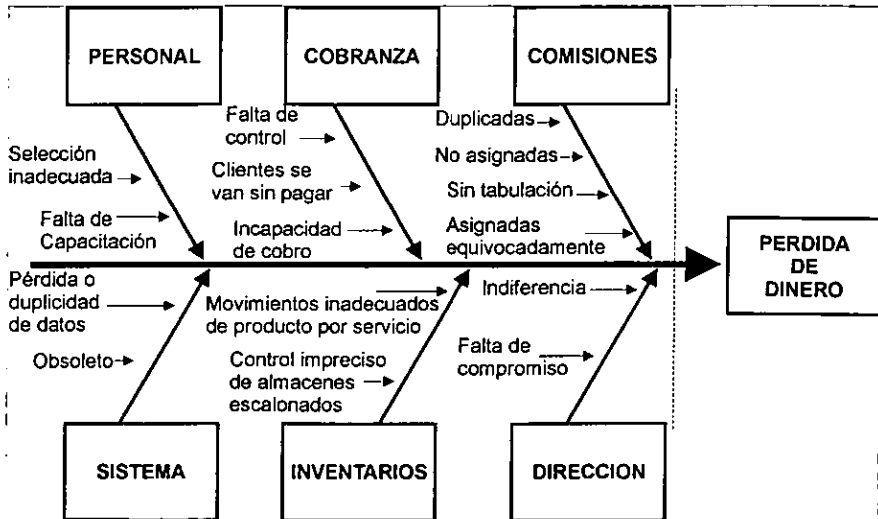 PERSONAL
COBRANZA
COMISIONES
Selección
inadecuada
Falta de
Capacitación
Falta de
control
Clientes se
van sin pagar
Incapacidad
de cobro
Duplicadas
No asignadas
Sin tabulación
Asignadas
equivocadamente
PERDIDA
DE
DINERO
Pérdida o
duplicidad
de datos
Obsoleto
Movimientos inadecuados
de producto por servicio
Control impreciso
de almacenes
escalonados
Indiferencia
Falta de
compromiso
SISTEMA
INVENTARIOS
DIRECCION